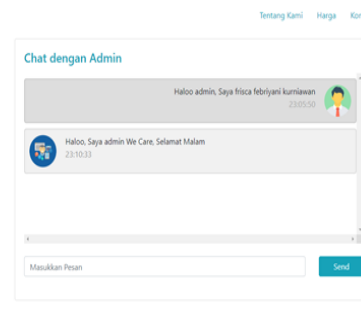 Tentang Kami Harga
Chat dengan Admin
Haloo admin, Saya frisca febriyani kurniawan
23:05:50
Haloo, Saya admin We Care, Selamat Malam
23:10:33
Masukkan Pesan
Send